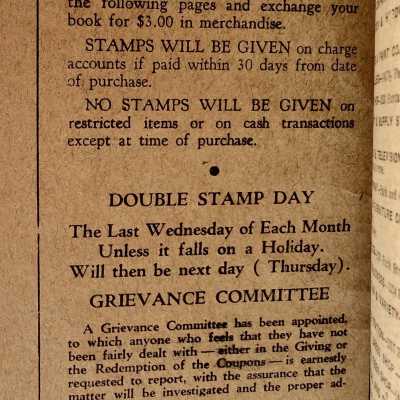 the following pages and exchange your
book for $3.00 in merchandise.
STAMPS WILL BE GIVEN on charge
accounts if paid within 30 days from date
of purchase.
NO STAMPS WILL BE GIVEN on
restricted items or on cash transactions
except at time of purchase.
DOUBLE STAMP DAY
The Last Wednesday of Each Month
Unless it falls on a Holiday.
Will then be next day ( Thursday).
GRIEVANCE COMMITTEE
A Grievance Committee has been appointed,
to which anyone who feels that they have not
been fairly dealt with — either in the Giving or
the Redemption of the Coupons — is earnestly
requested to report, with the assurance that the
matter will be investigated and the proper ad-